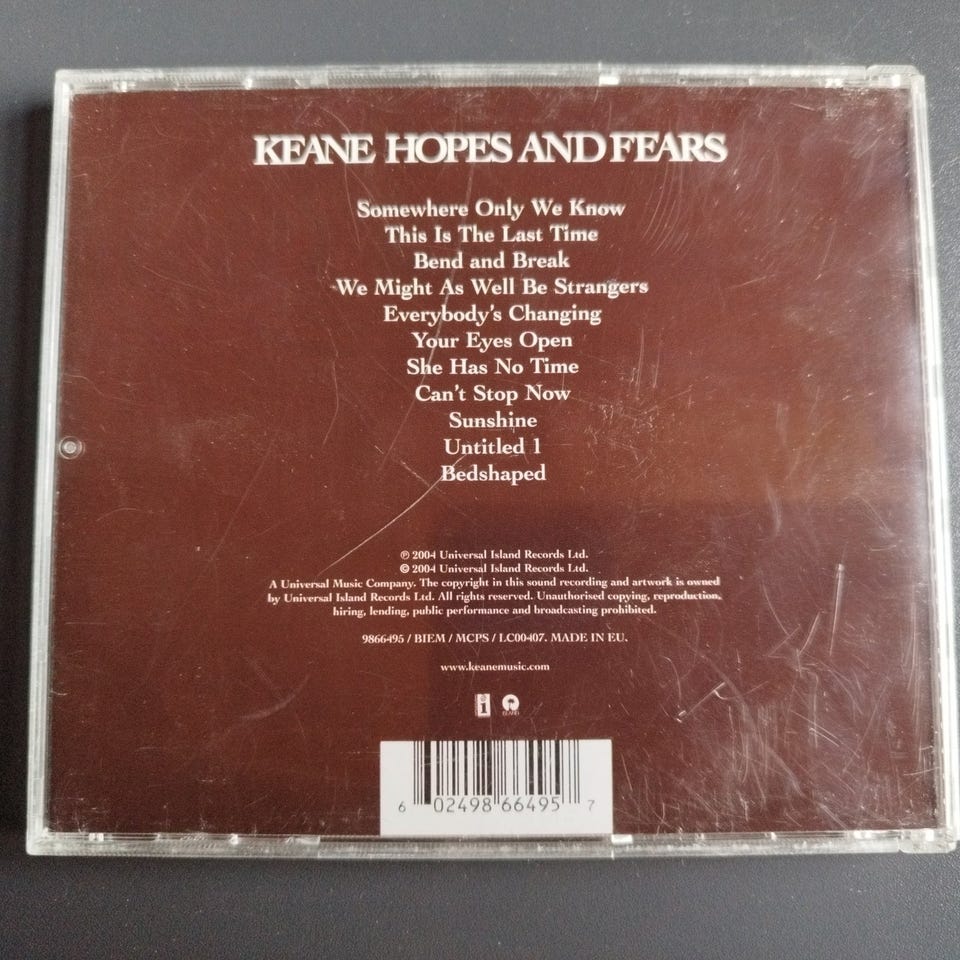 KEANE HOPES AND FEARS
Somewhere Only We Know
This Is The Last Time
Bend and Break
We Might As Well Be Strangers
Everybody's Changing
Your Eyes Open
She Has No Time
Can't Stop Now
Sunshine
Untitled 1
Bedshaped
℗ 2004 Universal Island Records Ltd.
© 2004 Universal Island Records Ltd.
A Universal Music Company. The copyright in this sound recording and artwork is owned
by Universal Island Records Ltd. All rights reserved. Unauthorised copying, reproduction,
hiring, lending, public performance and broadcasting prohibited.
9866495 / BIEM / MCPS / LC00407. MADE IN EU.
www.keanemusic.com
i ISLAND
6 02498 66495 7